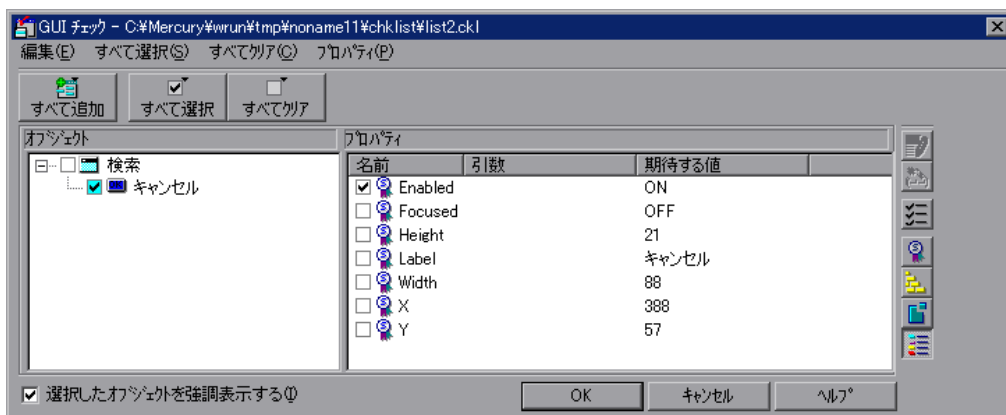 GUI ﾁｪｯｸ - C:¥Mercury¥wrun¥tmp¥noname11¥chklist¥list2.ckl
編集(E) すべて選択(S) すべてｸﾘｱ(C) ﾌﾟﾛﾊﾟﾃｨ(P)
すべて追加 すべて選択 すべてｸﾘｱ
ｵﾌﾞｼﾞｪｸﾄ ﾌﾟﾛﾊﾟﾃｨ
検索 名前 引数 期待する値
キャンセル Enabled ON
Focused OFF
Height 21
Label キャンセル
Width 88
X 388
Y 57
選択したｵﾌﾞｼﾞｪｸﾄを強調表示する(I) OK ｷｬﾝｾﾙ ﾍﾙﾌﾟ